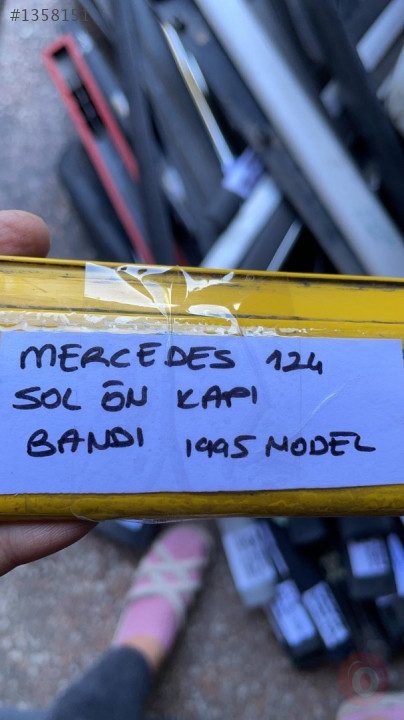 #1358151
MERCEDES 124
SOL ÖN KAPI
BANDI 1995 MODEL